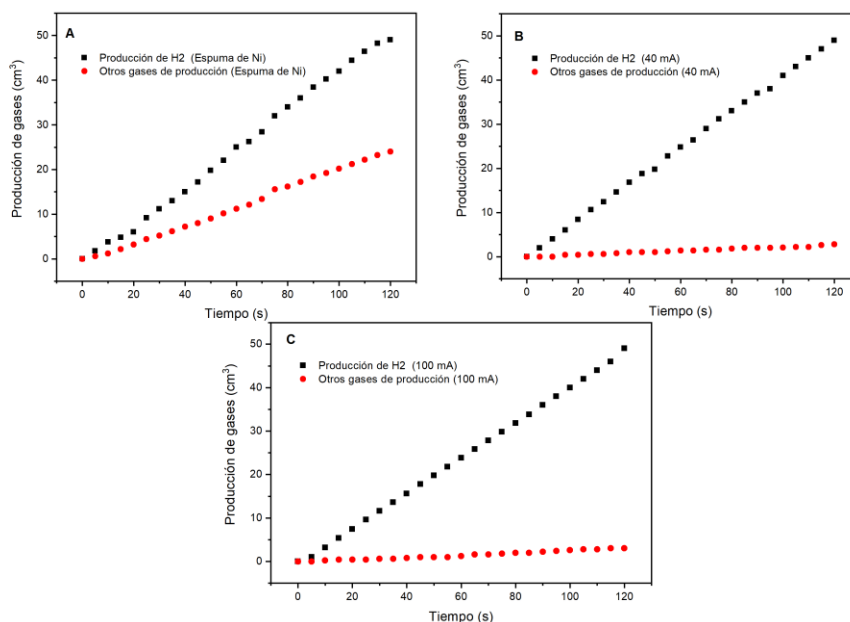 A
Producción de H2 (Espuma de Ni)
Otros gases de producción (Espuma de Ni)
Producción de gases (cm³)
50
40
30
20
10
0
0 20 40 60 80 100 120
Tiempo (s)
B
Producción de H2 (40 mA)
Otros gases de producción (40 mA)
Producción de gases (cm³)
50
40
30
20
10
0
0 20 40 60 80 100 120
Tiempo (s)
C
Producción de H2 (100 mA)
Otros gases de producción (100 mA)
Producción de gases (cm³)
50
40
30
20
10
0
0 20 40 60 80 100 120
Tiempo (s)